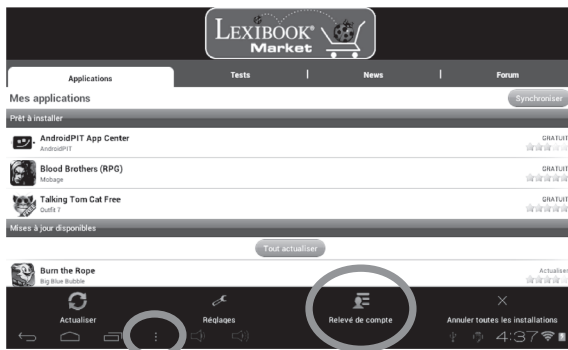 LEXIBOOK®
Market
Applications Tests News Forum
Mes applications Synchroniser
Prêt à installer
AndroidPIT App Center GRATUIT
AndroidPIT
Blood Brothers (RPG) GRATUIT
Mobage
Talking Tom Cat Free GRATUIT
Outfit 7
Mises à jour disponibles
Tout actualiser
Burn the Rope Actualiser
Big Blue Bubble
Actualiser Réglages Relevé de compte Annuler toutes les installations
4:37